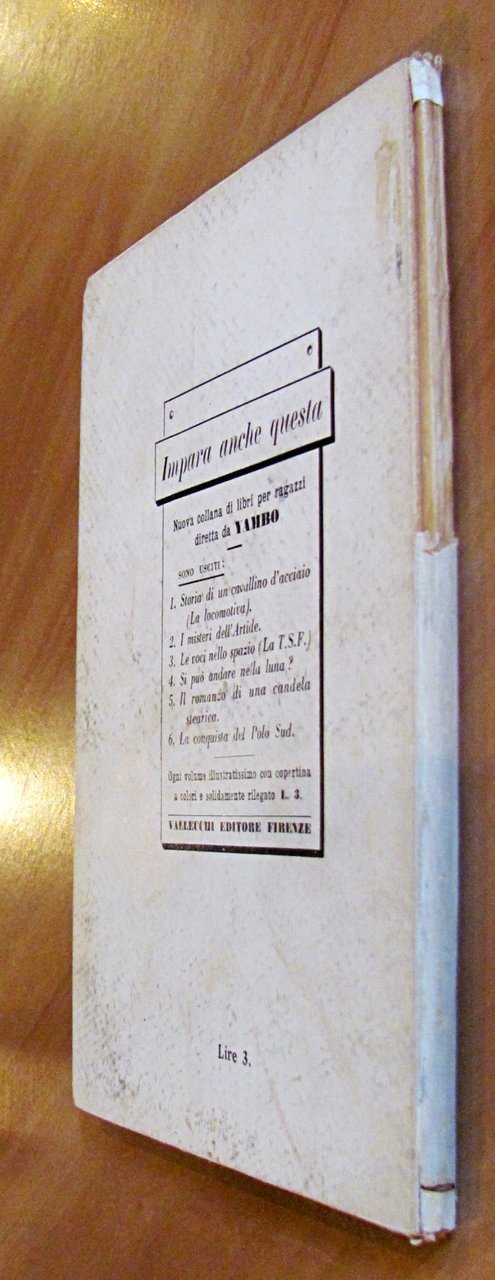 Impara anche questa
Nuova collana di libri per ragazzi
diretta da YAMBO
SONO USCITI:
1. Storia di un cavallino d'acciaio
(La locomotiva).
2. I misteri dell'Artide.
3. Le voci nello spazio (La T.S.F.)
4. Si può andare nella luna?
5. Il romanzo di una candela
stearica.
6. La conquista del Polo Sud.
Ogni volume illustratissimo con copertina
a colori e solidamente rilegato L. 3.
VALLECCHI EDITORE FIRENZE
Lire 3.